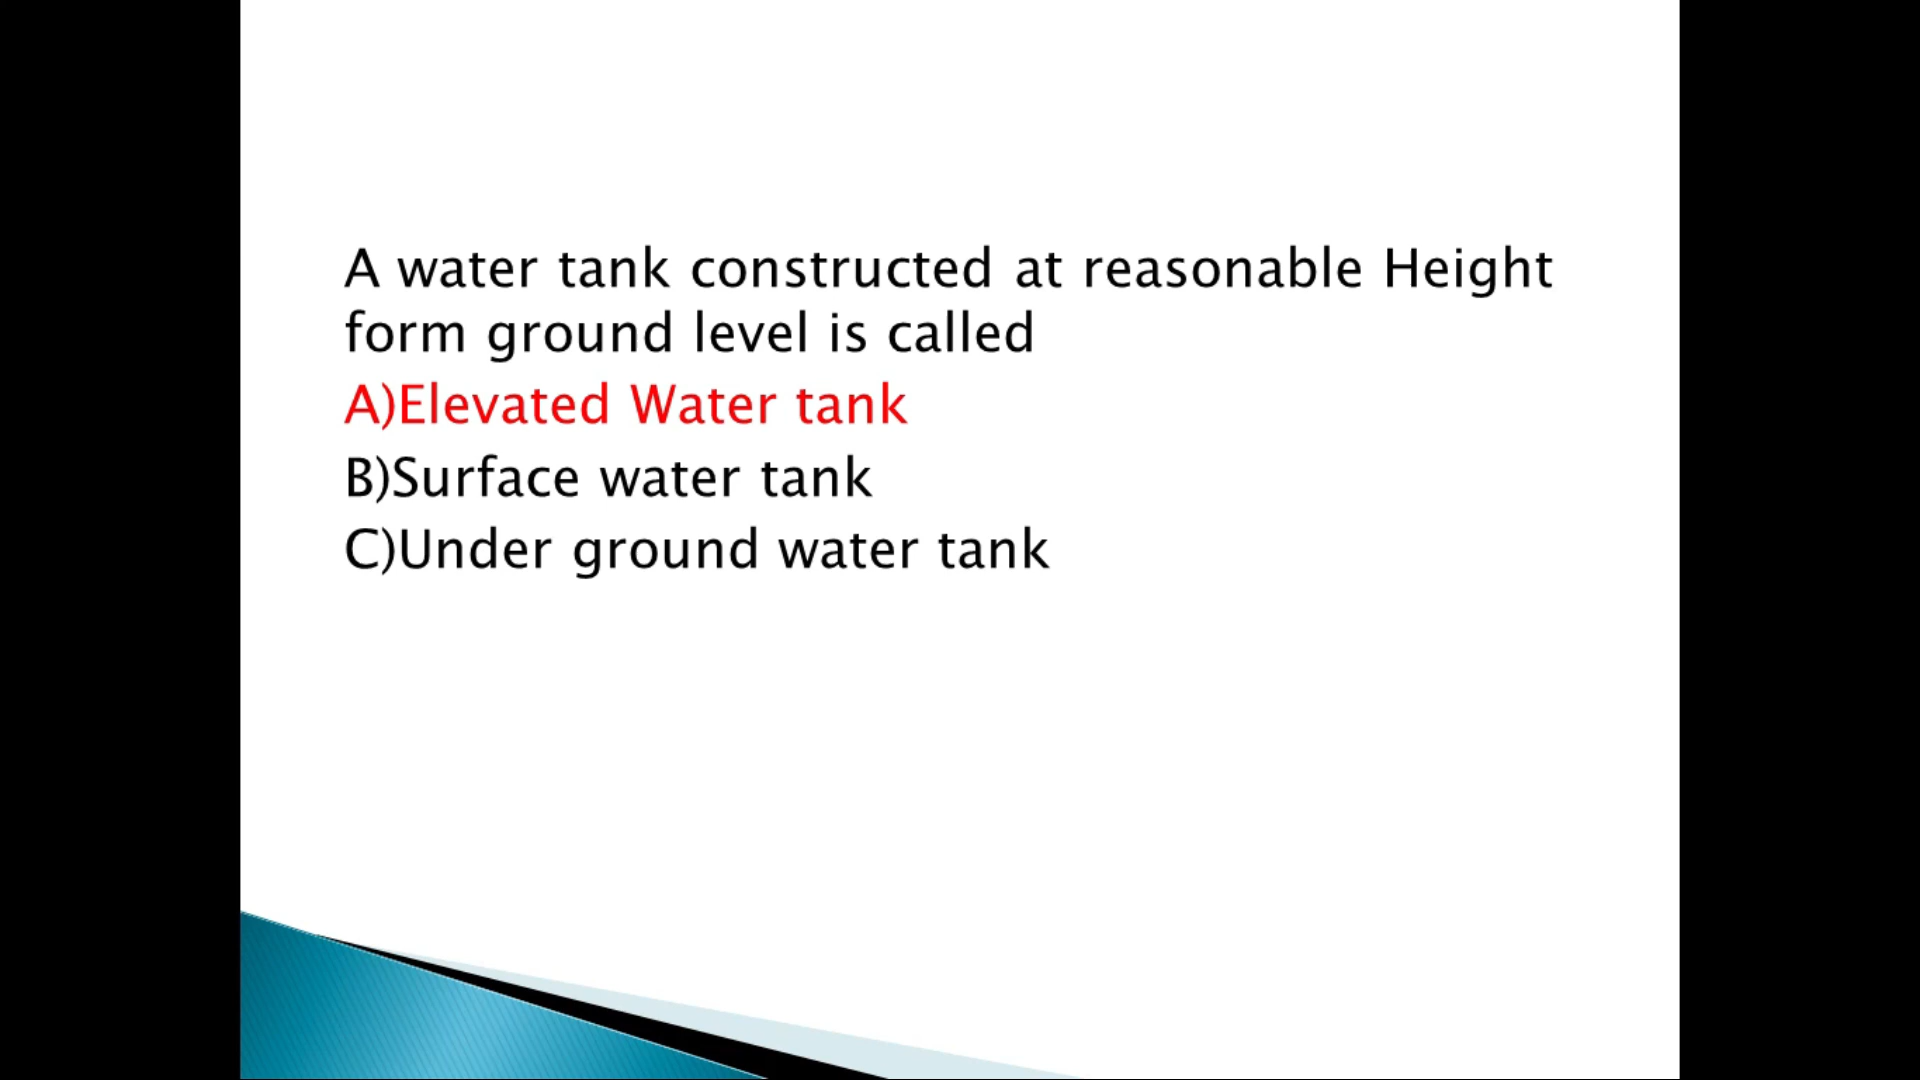 A water tank constructed at reasonable Height
form ground level is called
A)Elevated Water tank
B)Surface water tank
C)Under ground water tank